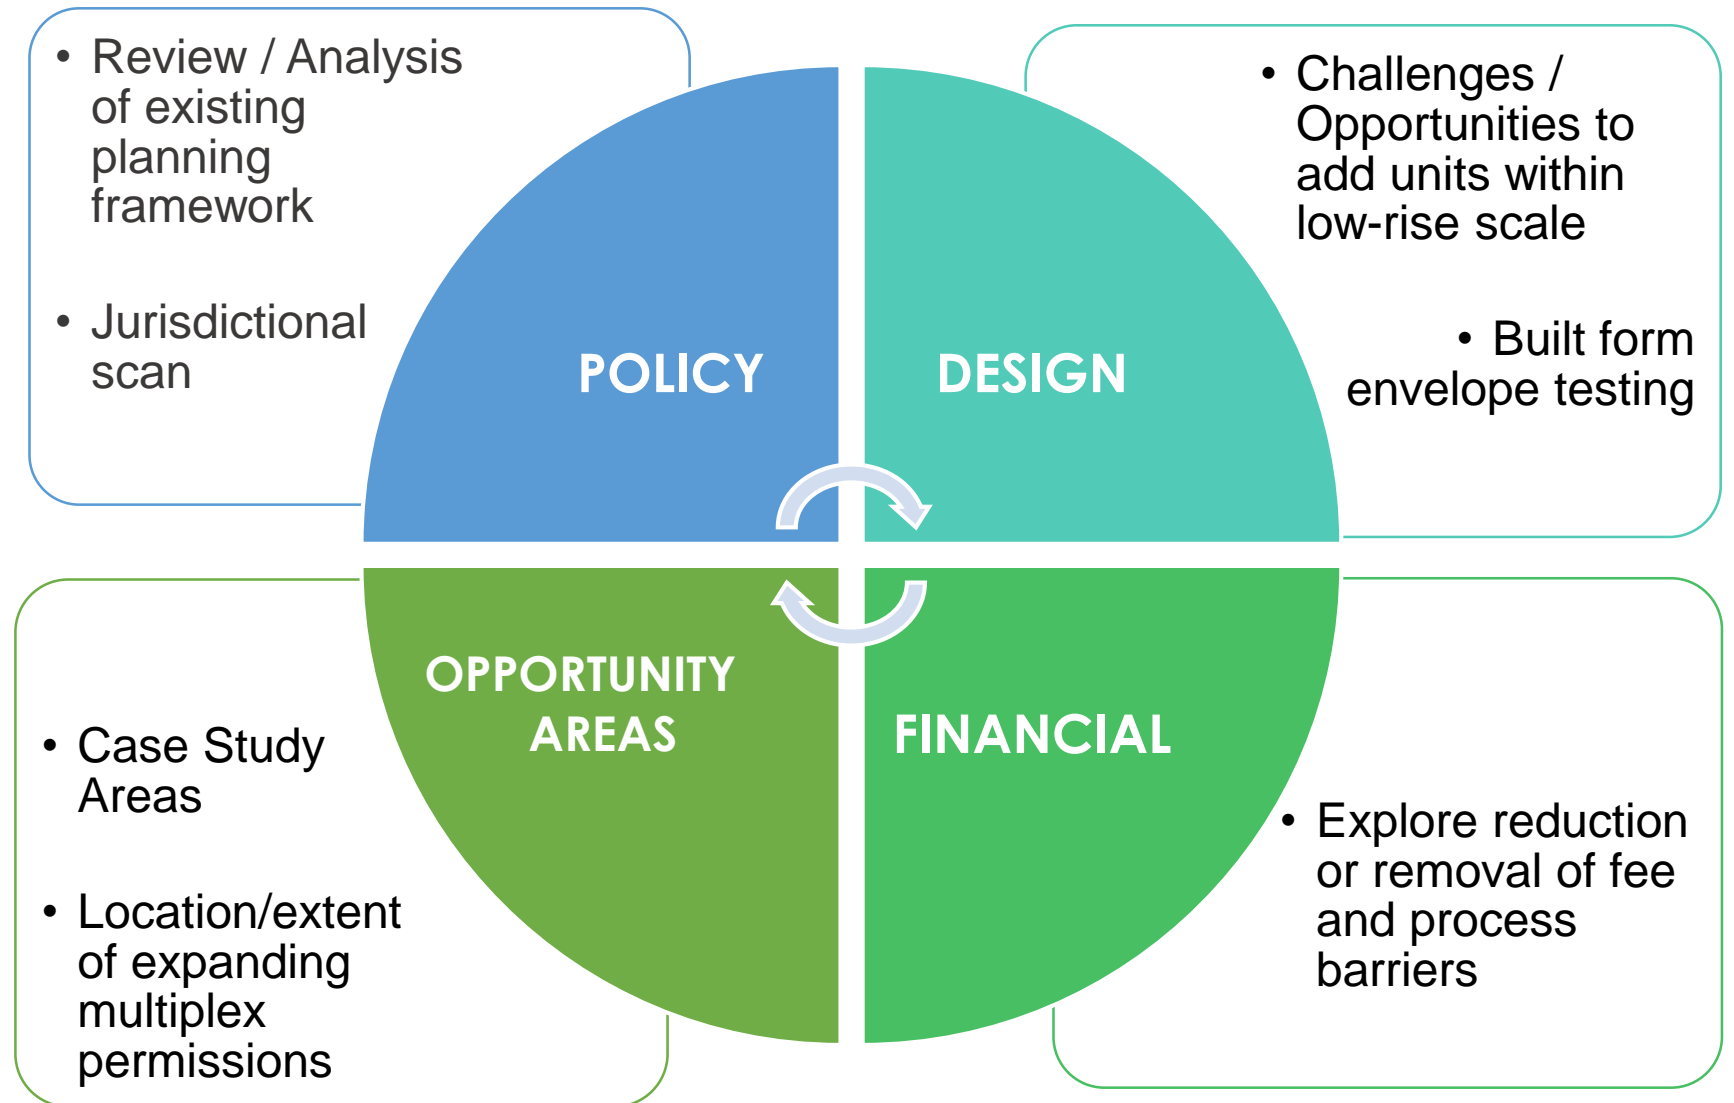 • Review / Analysis
of existing
planning
framework
• Jurisdictional
scan
POLICY
DESIGN
• Challenges /
Opportunities to
add units within
low-rise scale
• Built form
envelope testing
OPPORTUNITY
AREAS
• Case Study
Areas
• Location/extent
of expanding
multiplex
permissions
FINANCIAL
• Explore reduction
or removal of fee
and process
barriers